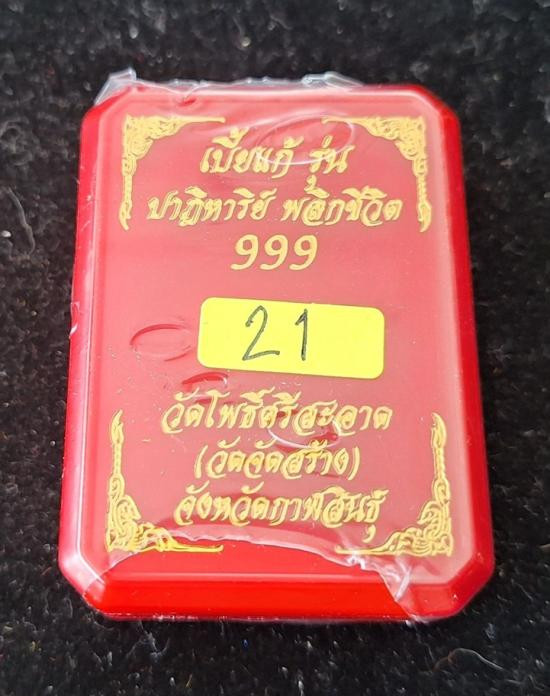 เบี้ยแก้ รุ่น
ปาฏิหาริย์ พลิกชีวิต
999
21
วัดโพธิ์ศรีสะอาด
(วัดจัดสร้าง)
จังหวัดกาฬสินธุ์